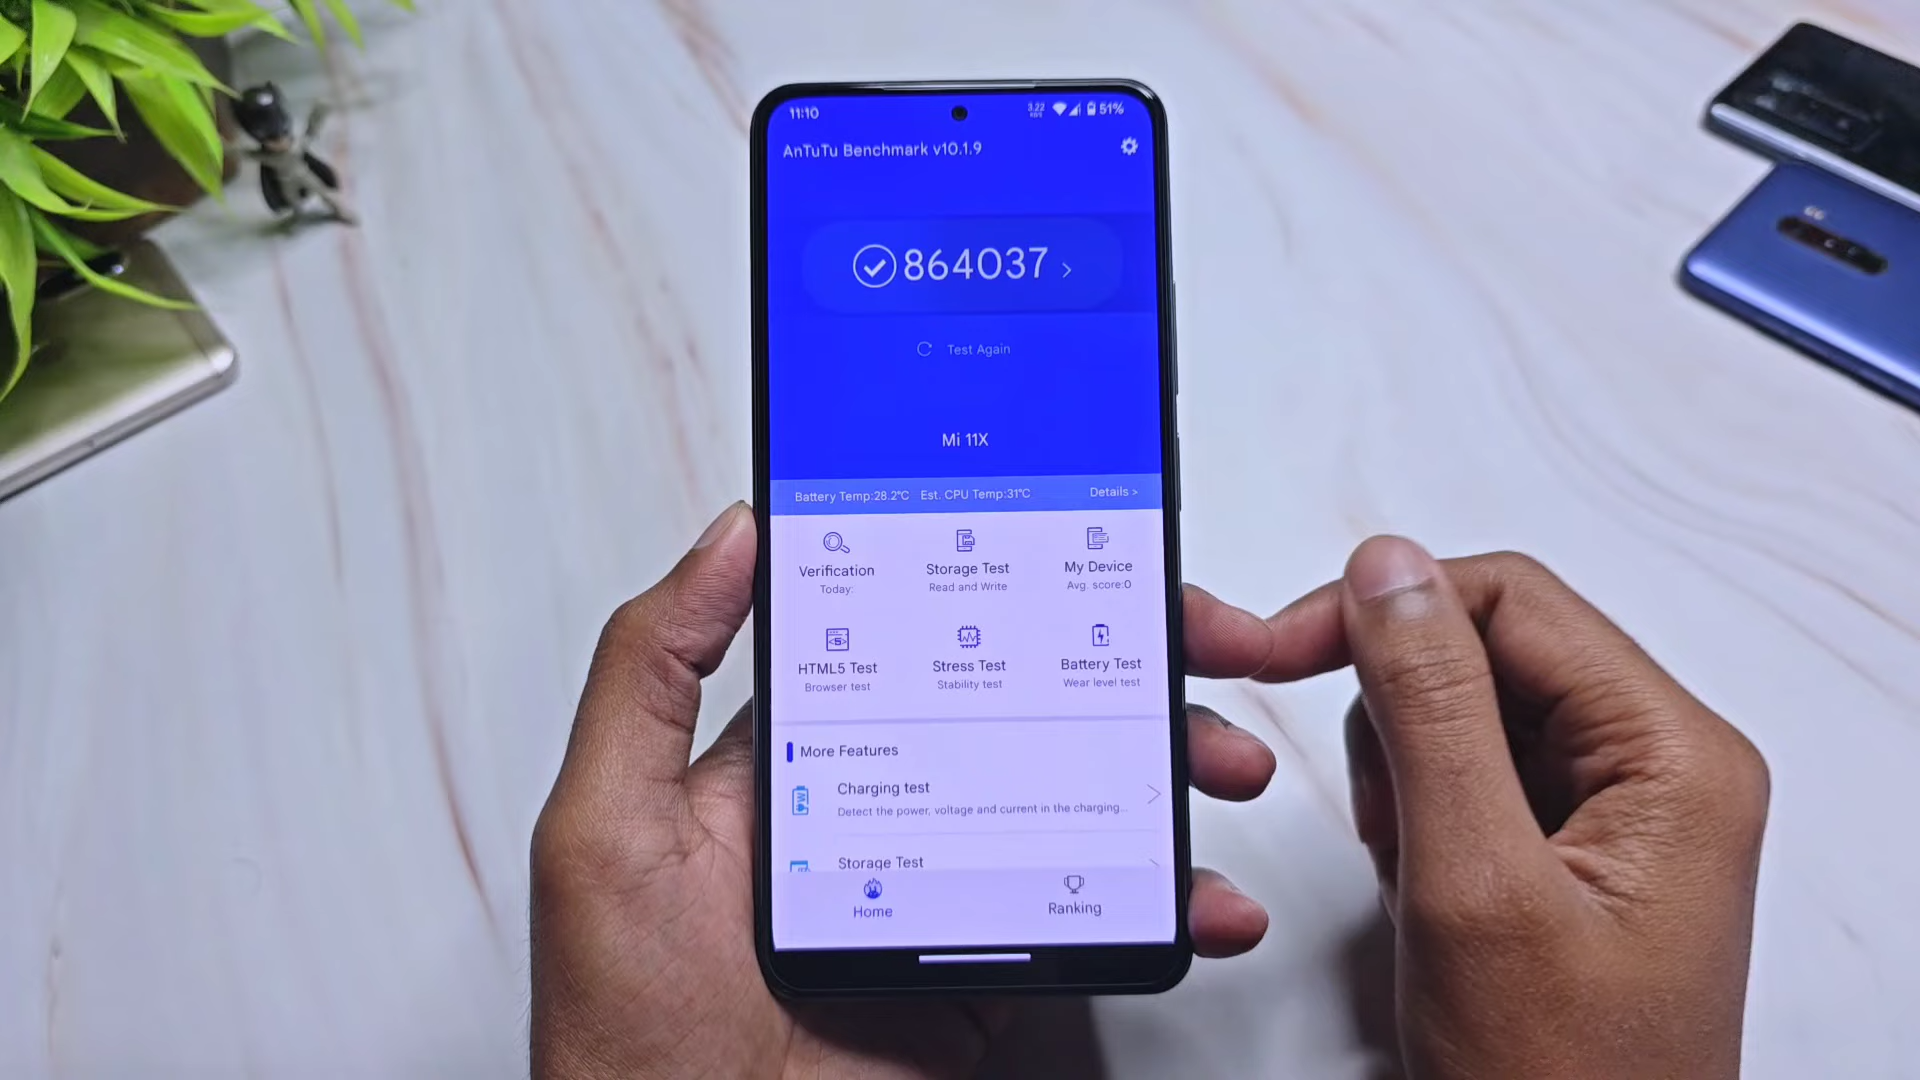 11:10
3.22
51%
AnTuTu Benchmark v10.1.9
864037
Test Again
Mi 11X
Battery Temp:28.2℃ Est. CPU Temp:31℃ Details >
Verification
Today:
Storage Test
Read and Write
My Device
Avg. score:0
HTML5 Test
Browser test
Stress Test
Stability test
Battery Test
Wear level test
More Features
Charging test
Detect the power, voltage and current in the charging...
Storage Test
Home
Ranking